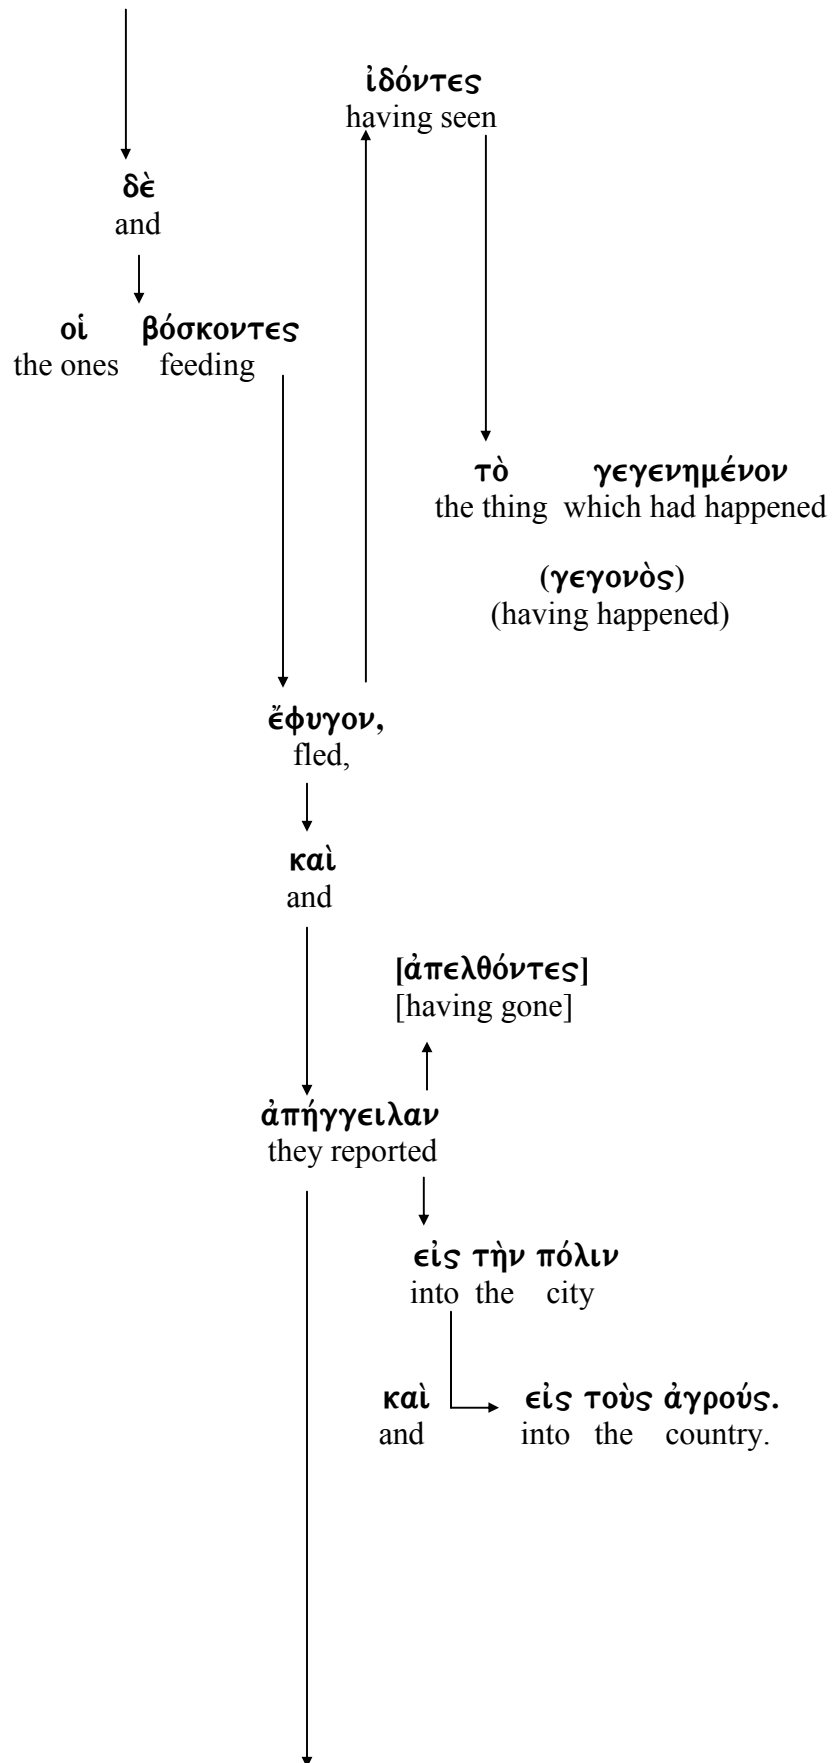 ἰδόντες
having seen
δὲ
and
οἱ βόσκοντες
the ones feeding
τὸ γεγενημένον
the thing which had happened
(γεγονὸς)
(having happened)
ἔφυγον,
fled,
καὶ
and
[ἀπελθόντες]
[having gone]
ἀπήγγειλαν
they reported
εἰς τὴν πόλιν
into the city
καὶ εἰς τοὺς ἀγρούς.
and into the country.